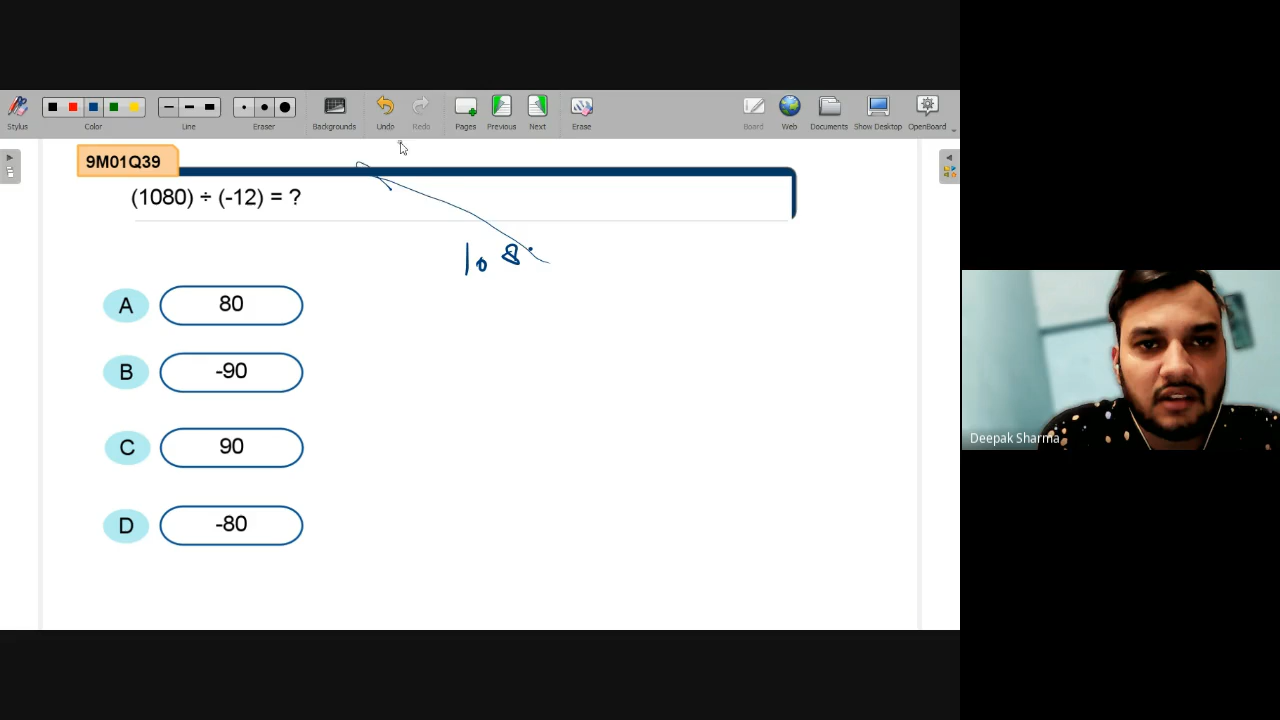 Stylus
Color
Line
Eraser
Backgrounds
Undo
Redo
Pages
Previous
Next
Erase
Board
Web
Documents
Show Desktop
OpenBoard
9M01Q39
(1080) ÷ (-12) = ?
108
A 80
B -90
C 90
D -80
Deepak Sharma